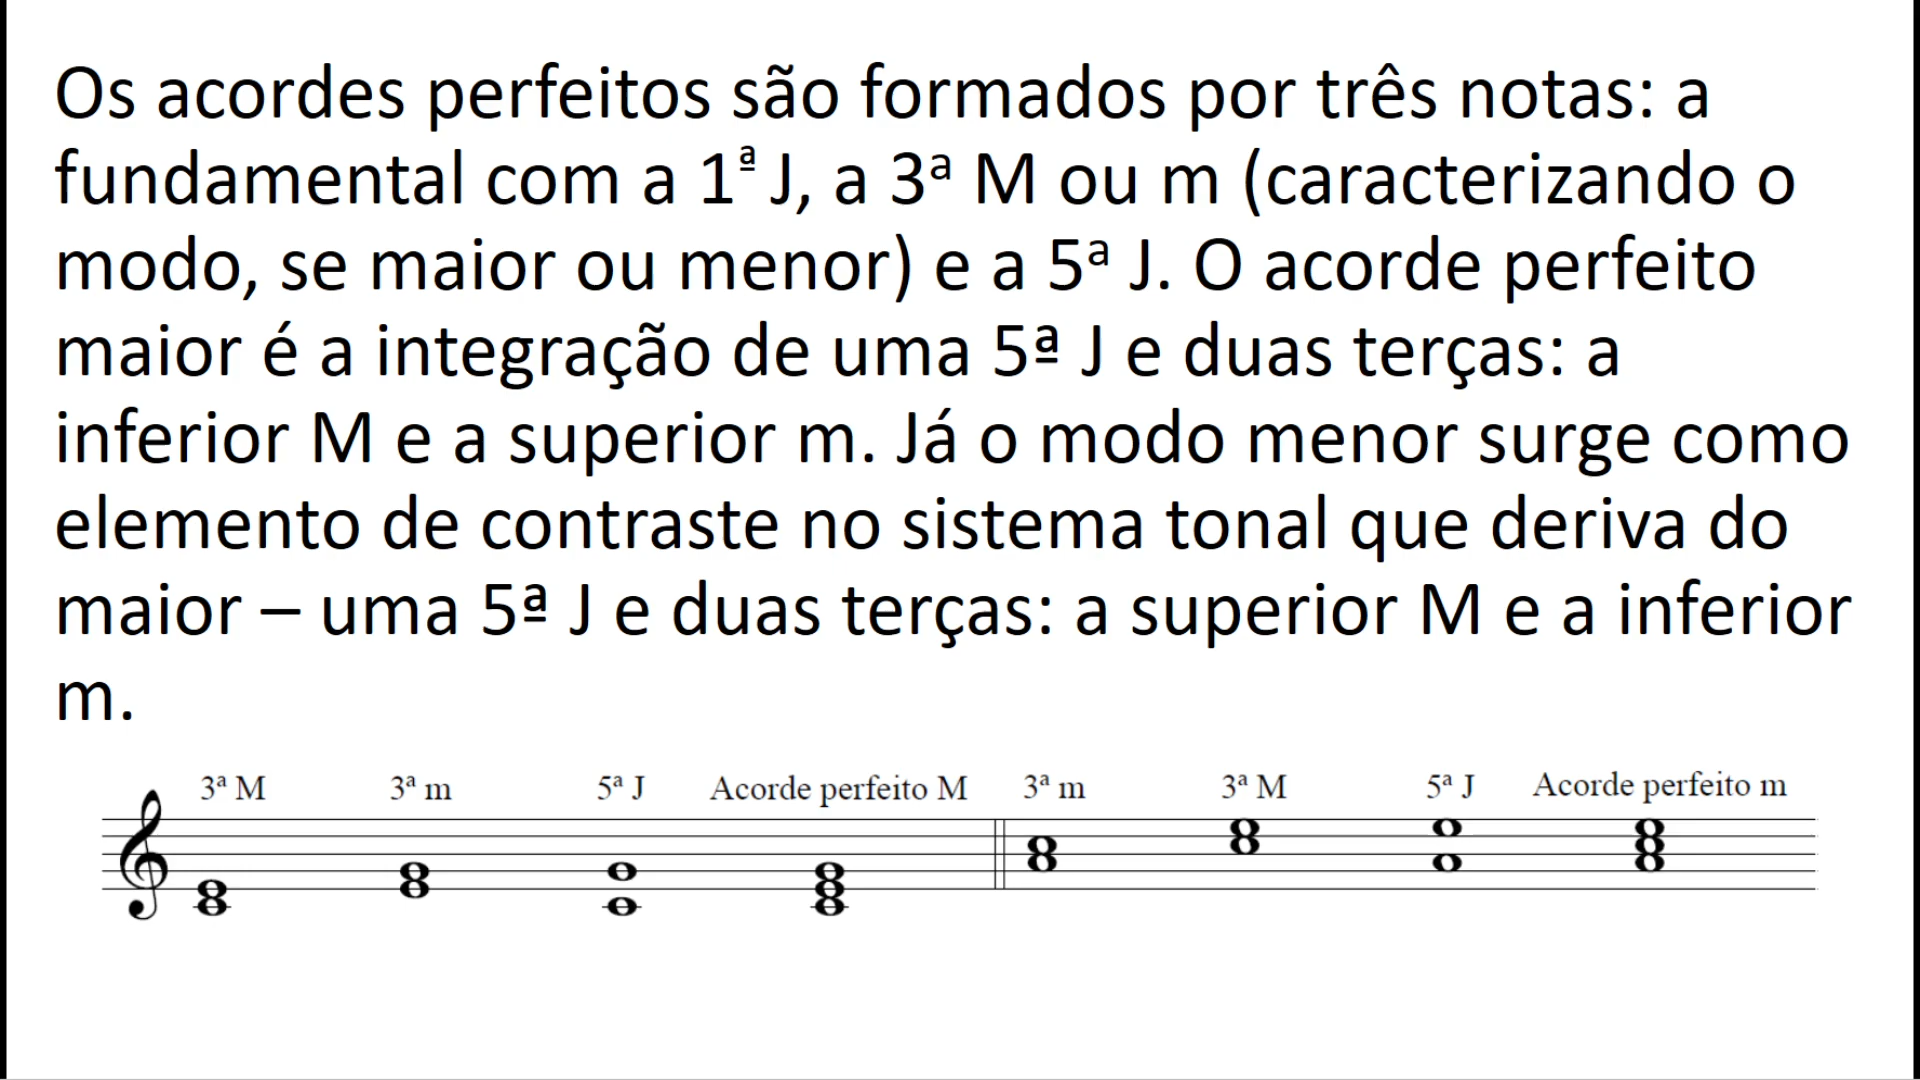 Os acordes perfeitos são formados por três notas: a
fundamental com a 1ª J, a 3ª M ou m (caracterizando o
modo, se maior ou menor) e a 5ª J. O acorde perfeito
maior é a integração de uma 5ª J e duas terças: a
inferior M e a superior m. Já o modo menor surge como
elemento de contraste no sistema tonal que deriva do
maior – uma 5ª J e duas terças: a superior M e a inferior
m.
3ª M 3ª m 5ª J Acorde perfeito M 3ª m 3ª M 5ª J Acorde perfeito m